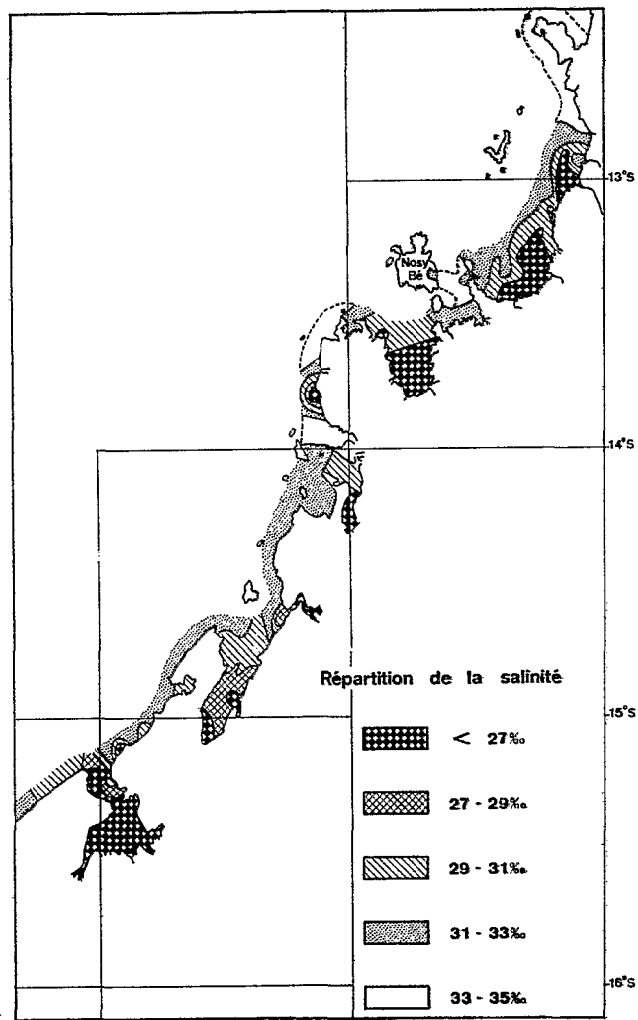 13°S
Nosy
Bé
14°S
Répartition de la salinité
15°S
< 27‰
27 - 29‰
29 - 31‰
31 - 33‰
16°S
33 - 35‰